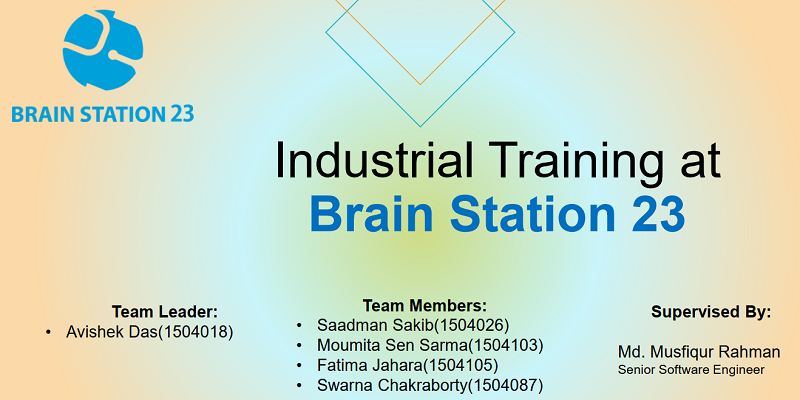 BRAIN STATION 23
Industrial Training at
Brain Station 23
Team Leader:
• Avishek Das(1504018)
Team Members:
• Saadman Sakib(1504026)
• Moumita Sen Sarma(1504103)
• Fatima Jahara(1504105)
• Swarna Chakraborty(1504087)
Supervised By:
Md. Musfiqur Rahman
Senior Software Engineer